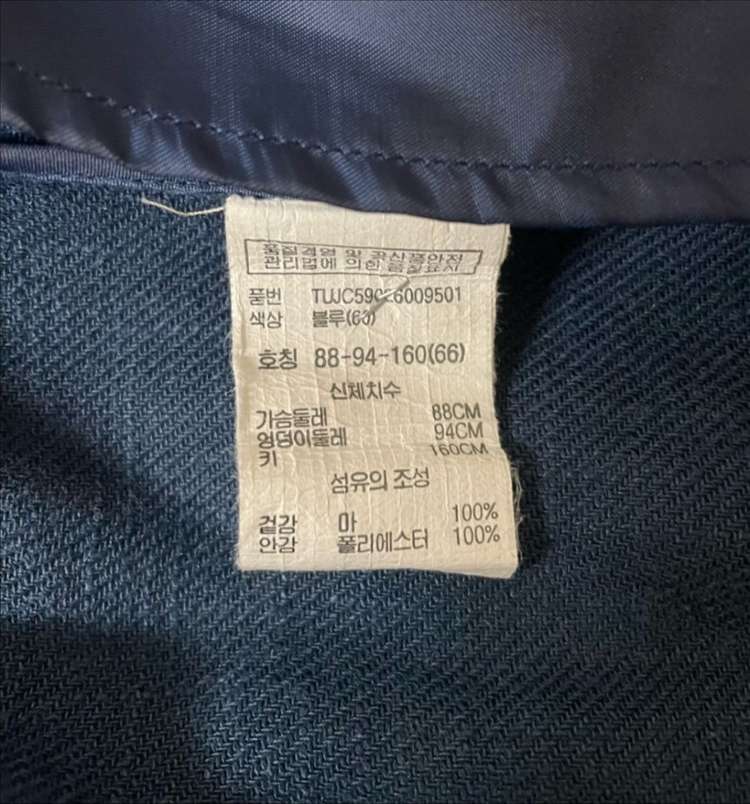 품질경영 및 공산품안전
관리법에 의한 품질표시
품번 
색상 블루(60)
호칭 88-94-160(66)
신체치수
가슴둘레 88CM
엉덩이둘레 94CM
키 160CM
섬유의 조성
겉감 마 100%
안감 폴리에스터 100%